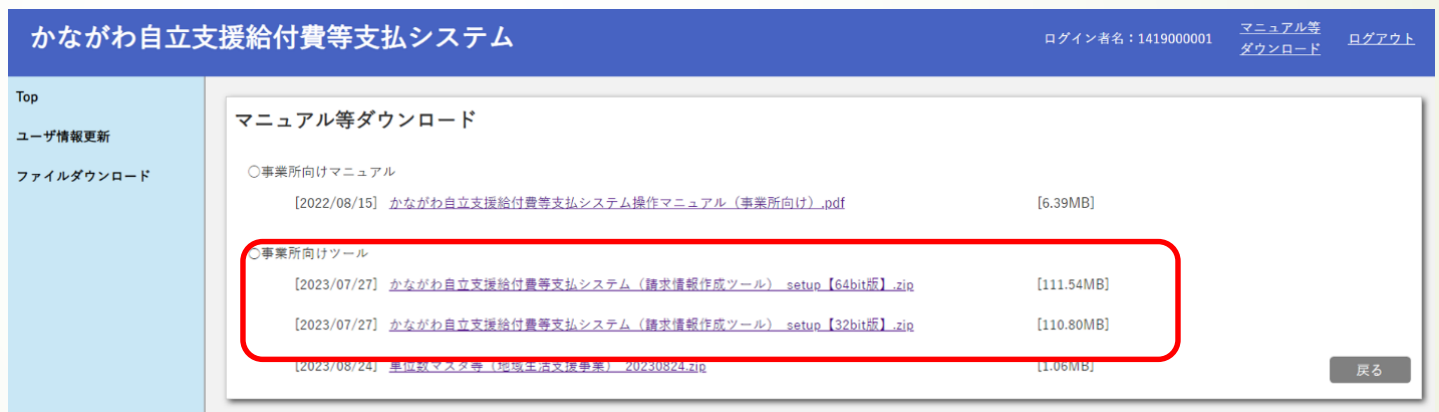 かながわ自立支援給付費等支払システム
ログイン者名：1419000001
マニュアル等
ダウンロード
ログアウト
Top
ユーザ情報更新
ファイルダウンロード
マニュアル等ダウンロード
○事業所向けマニュアル
[2022/08/15] かながわ自立支援給付費等支払システム操作マニュアル（事業所向け）.pdf [6.39MB]
○事業所向けツール
[2023/07/27] かながわ自立支援給付費等支払システム（請求情報作成ツール）_setup【64bit版】.zip [111.54MB]
[2023/07/27] かながわ自立支援給付費等支払システム（請求情報作成ツール）_setup【32bit版】.zip [110.80MB]
[2023/08/24]単位数マスタ等（地域生活支援事業）_20230824.zip [1.06MB]
戻る